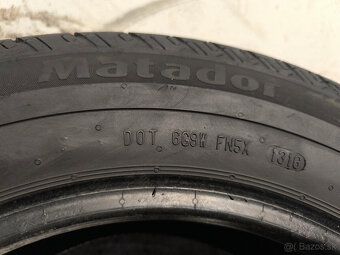 Matador
DOT 6G9W FN5X 1318
Bazos.sk